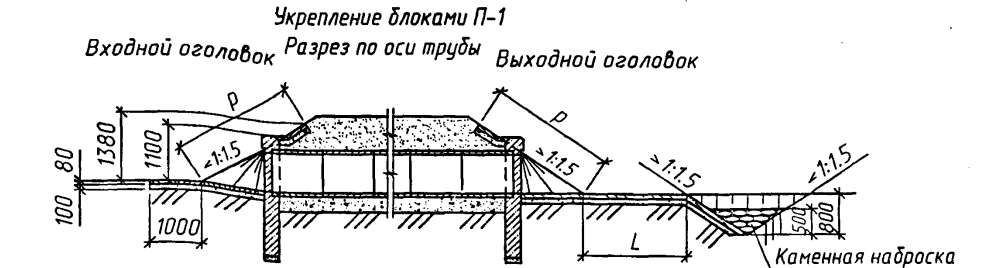 Укрепление блоками П-1
Входной оголовок
Разрез по оси трубы
Выходной оголовок
Р
Р
1380
1100
<1:1.5
>1:1.5
>1:1.5
<1:1.5
80
100
1000
L
500
800
Каменная наброска